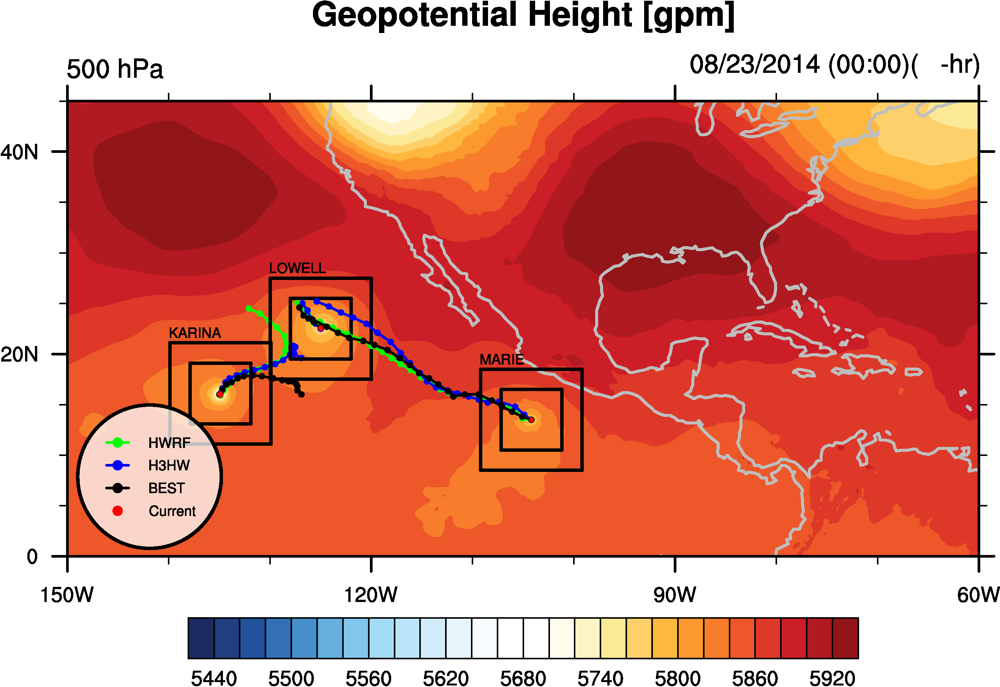 Geopotential Height [gpm]
500 hPa
08/23/2014 (00:00)( -hr)
40N
LOWELL
KARINA
20N
MARIE
HWRF
H3HW
BEST
Current
0
150W 120W 90W 60W
5440 5500 5560 5620 5680 5740 5800 5860 5920